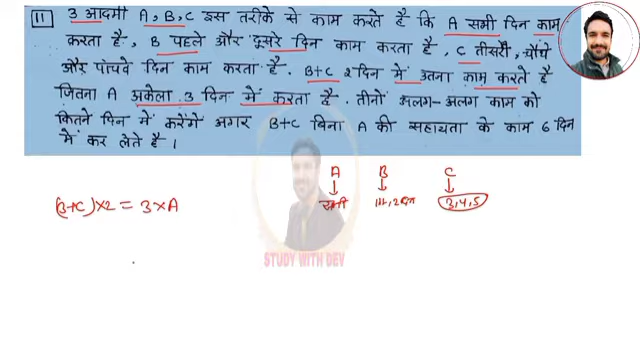 11 3 आदमी A, B, C इस तरीके से काम करते है कि A सभी दिन काम
करता है, B पहले और दूसरे दिन काम करता है, C तीसरी, चौथे
और पांचवे दिन काम करता है. B+C 2 दिन में उतना काम करते है
जितना A अकेला 3 दिन में करता है. तीनों अलग-अलग काम को
कितने दिन में करेंगे अगर B+C बिना A की सहायता के काम 6 दिन
में कर लेते है।
A B C
सभी 1st, 2 दिन 3,4,5
(B+C)×2 = 3×A
STUDY WITH DEV